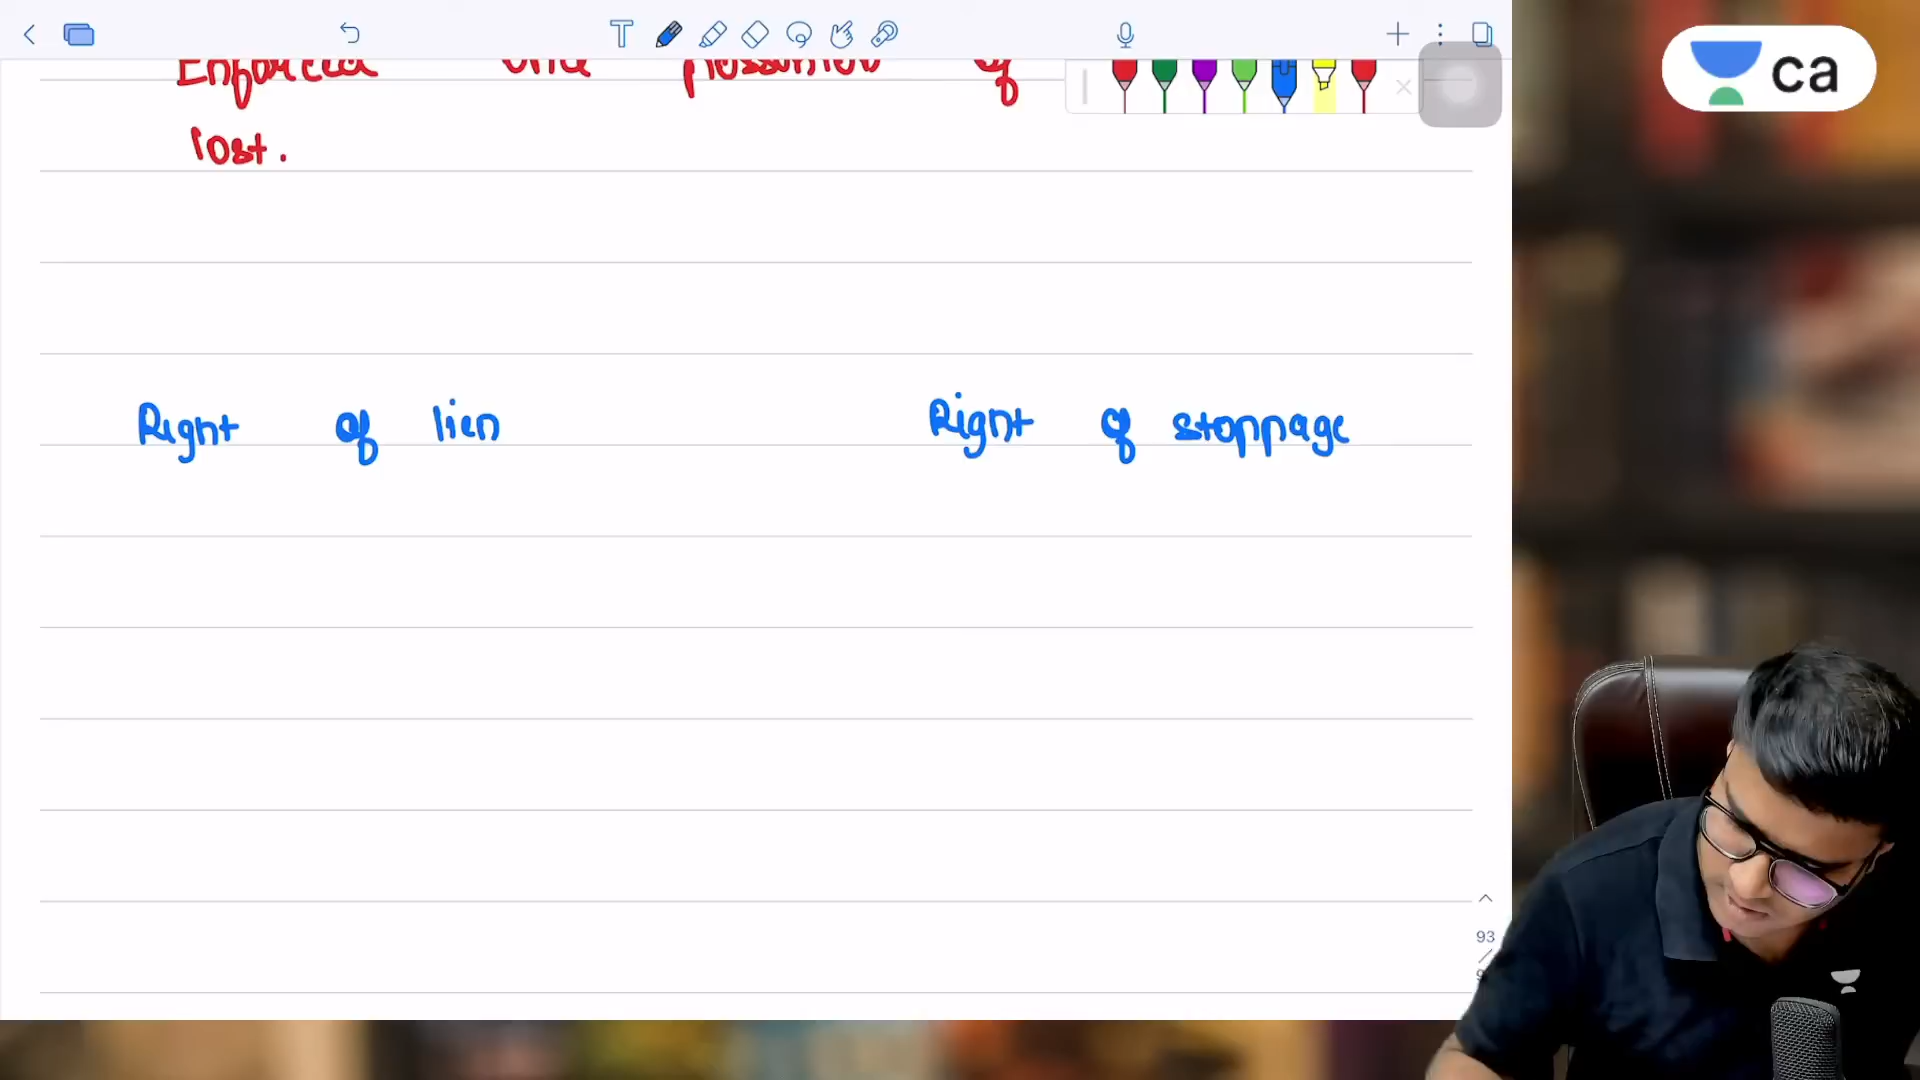 ca
lost.
Right of lien
Right of stoppage
93